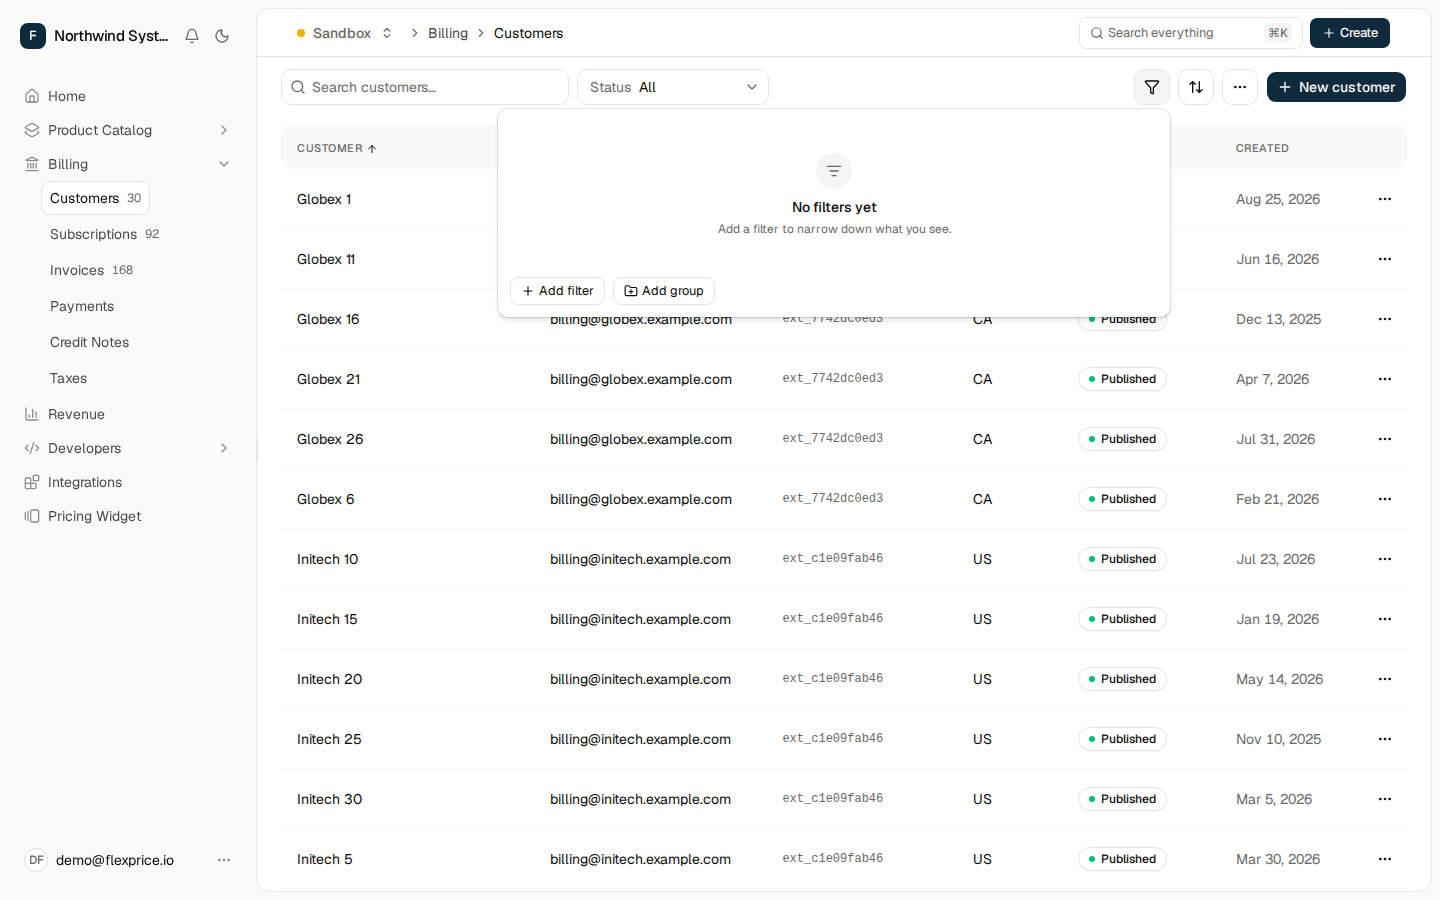 F Northwind Syst...
Home
Product Catalog
Billing
Customers 30
Subscriptions 92
Invoices 168
Payments
Credit Notes
Taxes
Revenue
Developers
Integrations
Pricing Widget
DF demo@flexprice.io
Sandbox Billing Customers
Search everything ⌘K
Create
Search customers...
Status All
New customer
CUSTOMER CREATED
No filters yet
Add a filter to narrow down what you see.
Add filter Add group
Globex 1 Aug 25, 2026
Globex 11 Jun 16, 2026
Globex 16 billing@globex.example.com ext_7742dc0ed3 CA Published Dec 13, 2025
Globex 21 billing@globex.example.com ext_7742dc0ed3 CA Published Apr 7, 2026
Globex 26 billing@globex.example.com ext_7742dc0ed3 CA Published Jul 31, 2026
Globex 6 billing@globex.example.com ext_7742dc0ed3 CA Published Feb 21, 2026
Initech 10 billing@initech.example.com ext_c1e09fab46 US Published Jul 23, 2026
Initech 15 billing@initech.example.com ext_c1e09fab46 US Published Jan 19, 2026
Initech 20 billing@initech.example.com ext_c1e09fab46 US Published May 14, 2026
Initech 25 billing@initech.example.com ext_c1e09fab46 US Published Nov 10, 2025
Initech 30 billing@initech.example.com ext_c1e09fab46 US Published Mar 5, 2026
Initech 5 billing@initech.example.com ext_c1e09fab46 US Published Mar 30, 2026